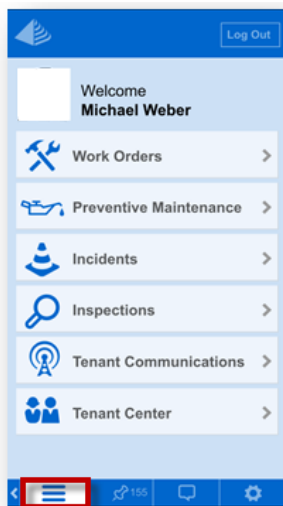 Log Out
Welcome
Michael Weber
Work Orders
Preventive Maintenance
Incidents
Inspections
Tenant Communications
Tenant Center
155